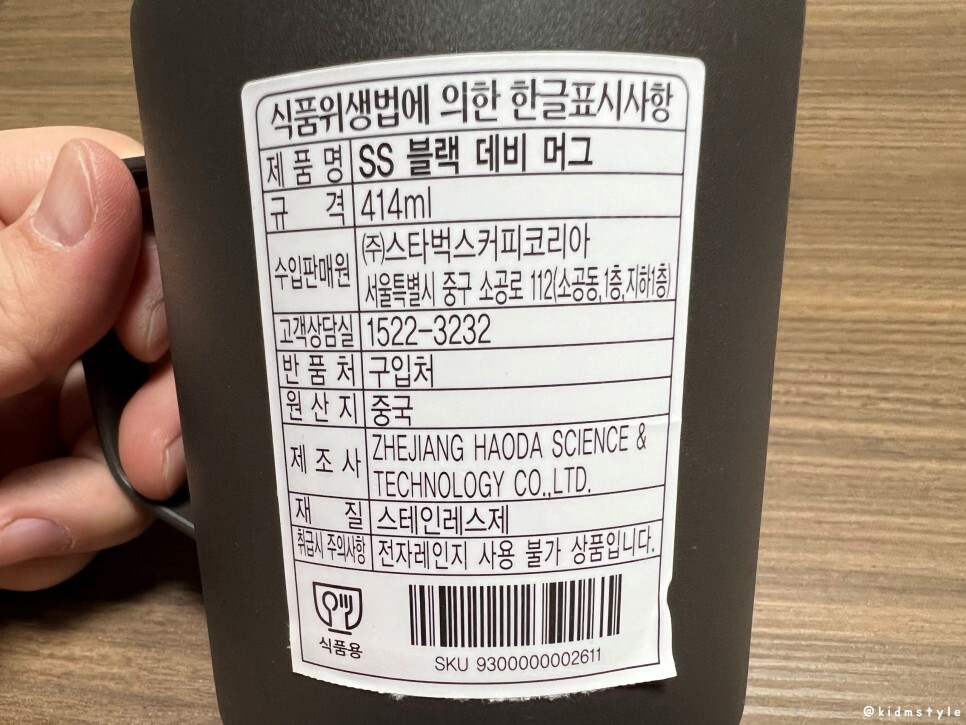 식품위생법에 의한 한글표시사항
제품명 SS 블랙 데비 머그
규격 414ml
수입판매원 ㈜스타벅스커피코리아
서울특별시 중구 소공로 112(소공동,1층,지하1층)
고객상담실 1522-3232
반품처 구입처
원산지 중국
제조사 ZHEJIANG HAODA SCIENCE &
TECHNOLOGY CO.,LTD.
재질 스테인레스제
취급시 주의사항 전자레인지 사용 불가 상품입니다.
식품용
SKU 9300000002611
@kidmstyle